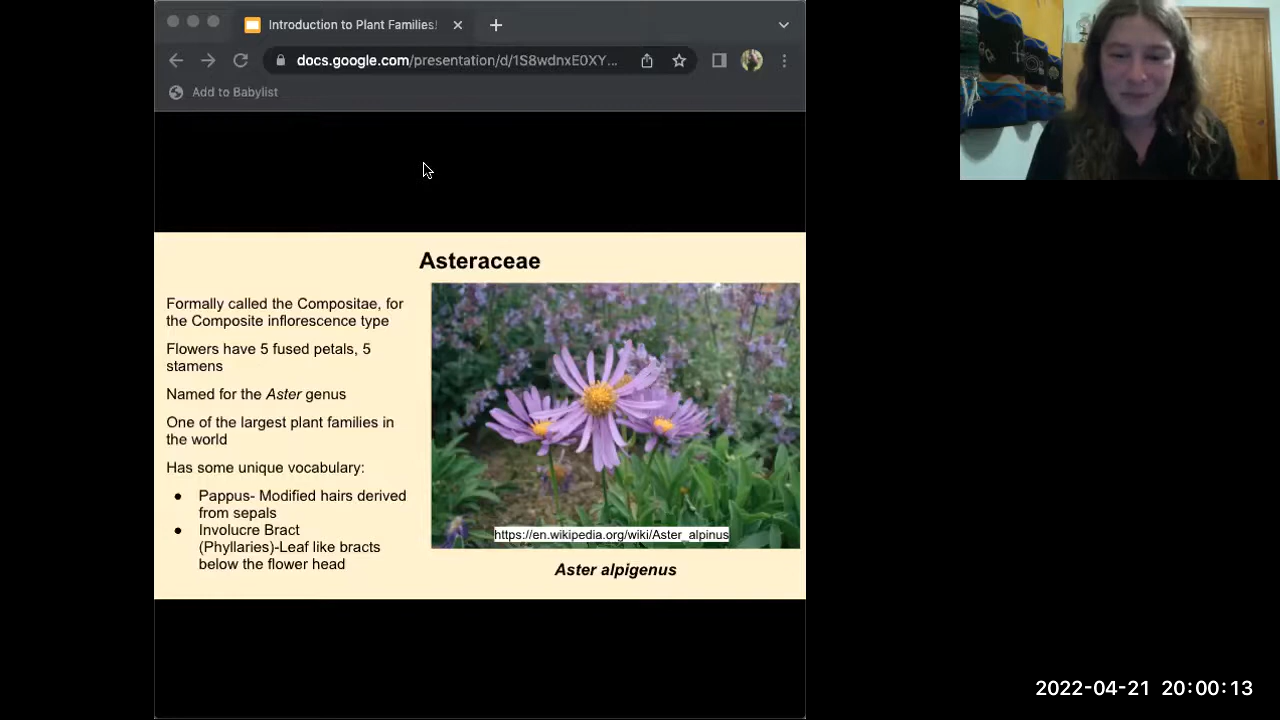 Introduction to Plant Families!
docs.google.com/presentation/d/1S8wdnxE0XY...
Add to Babylist
Asteraceae
Formally called the Compositae, for
the Composite inflorescence type
Flowers have 5 fused petals, 5
stamens
Named for the Aster genus
One of the largest plant families in
the world
Has some unique vocabulary:
● Pappus- Modified hairs derived
from sepals
● Involucre Bract
(Phyllaries)-Leaf like bracts
below the flower head
https://en.wikipedia.org/wiki/Aster_alpinus
Aster alpigenus
2022-04-21 20:00:13